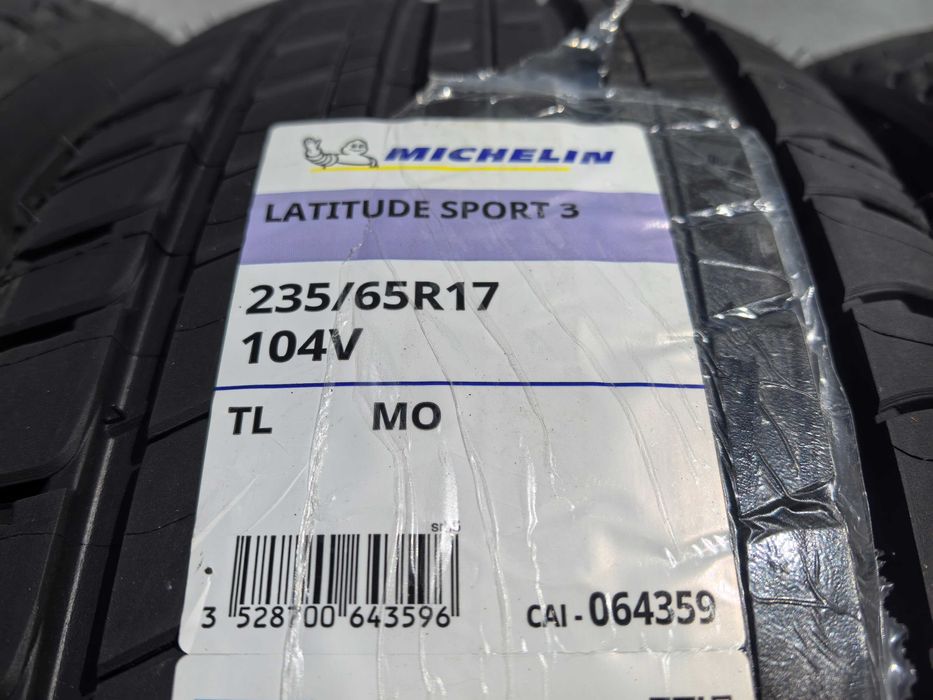 MICHELIN
LATITUDE SPORT 3
235/65R17
104V
TL MO
3 528700 643596
CAI - 064359